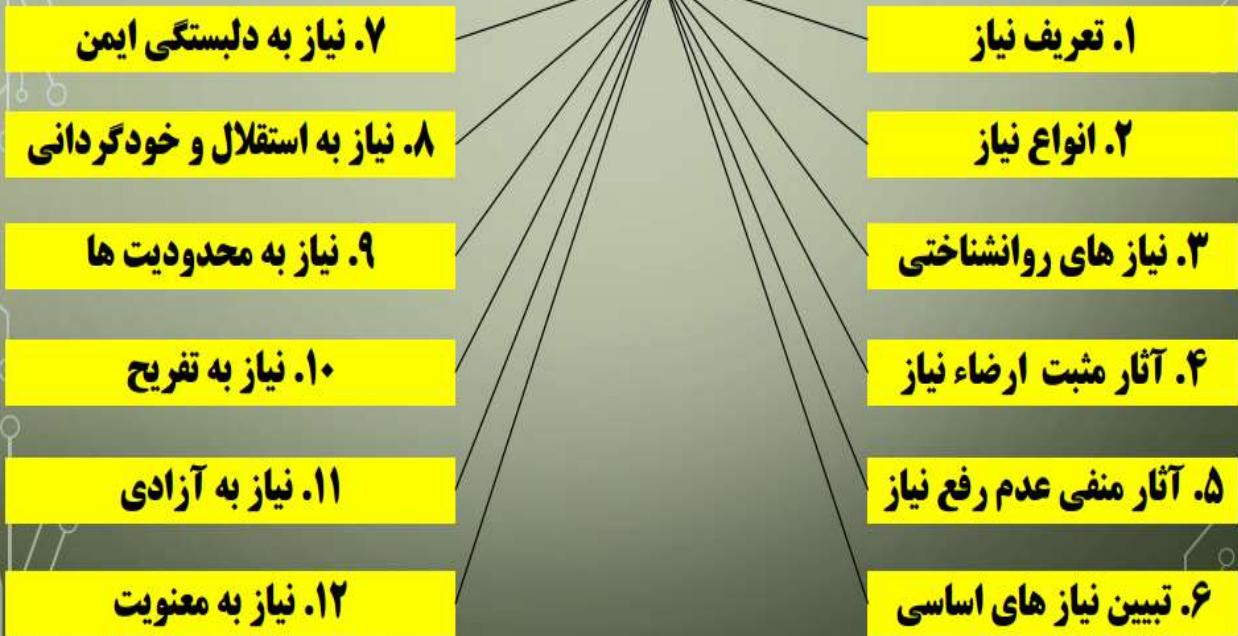 ۱. تعریف نیاز
۲. انواع نیاز
۳. نیاز های روانشناختی
۴. آثار مثبت ارضاء نیاز
۵. آثار منفی عدم رفع نیاز
۶. تبیین نیاز های اساسی
۷. نیاز به دلبستگی ایمن
۸. نیاز به استقلال و خودگردانی
۹. نیاز به محدودیت ها
۱۰. نیاز به تفریح
۱۱. نیاز به آزادی
۱۲. نیاز به معنویت